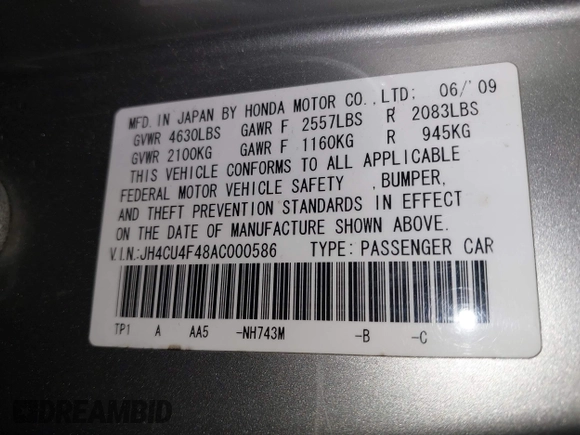 MFD. IN JAPAN BY HONDA MOTOR CO.,LTD: 06/'09
GVWR 4630LBS GAWR F 2557LBS R 2083LBS
GVWR 2100KG GAWR F 1160KG R 945KG
THIS VEHICLE CONFORMS TO ALL APPLICABLE
FEDERAL MOTOR VEHICLE SAFETY ,BUMPER,
AND THEFT PREVENTION STANDARDS IN EFFECT
ON THE DATE OF MANUFACTURE SHOWN ABOVE.
V.I.N.:JH4CU4F48AC000586 TYPE: PASSENGER CAR
TP1 A AA5 -NH743M -B -C
DREAMBID